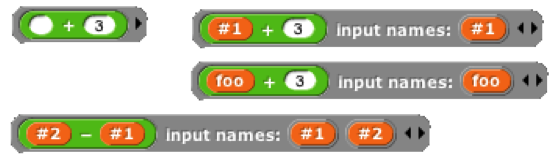 + 3
#1 + 3 input names: #1
foo + 3 input names: foo
#2 - #1 input names: #1 #2